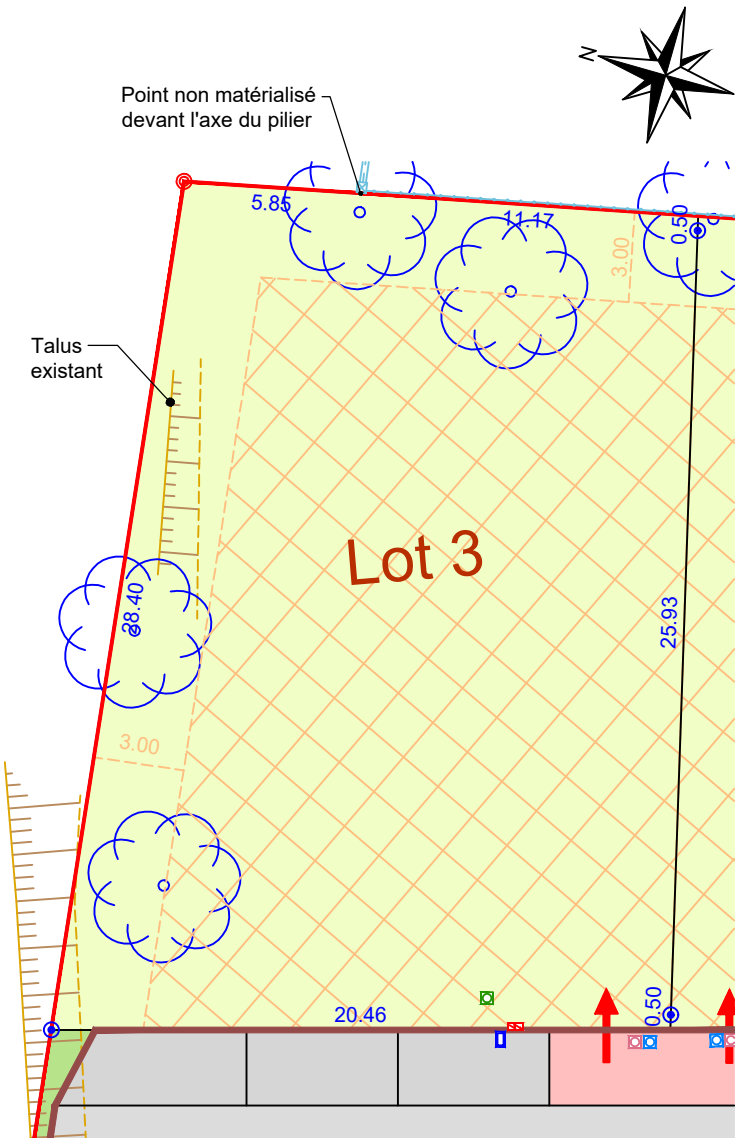 N
Point non matérialisé
devant l'axe du pilier
5.85
11.17
0.50
3.00
Talus
existant
Lot 3
28.40
25.93
3.00
0.50
20.46